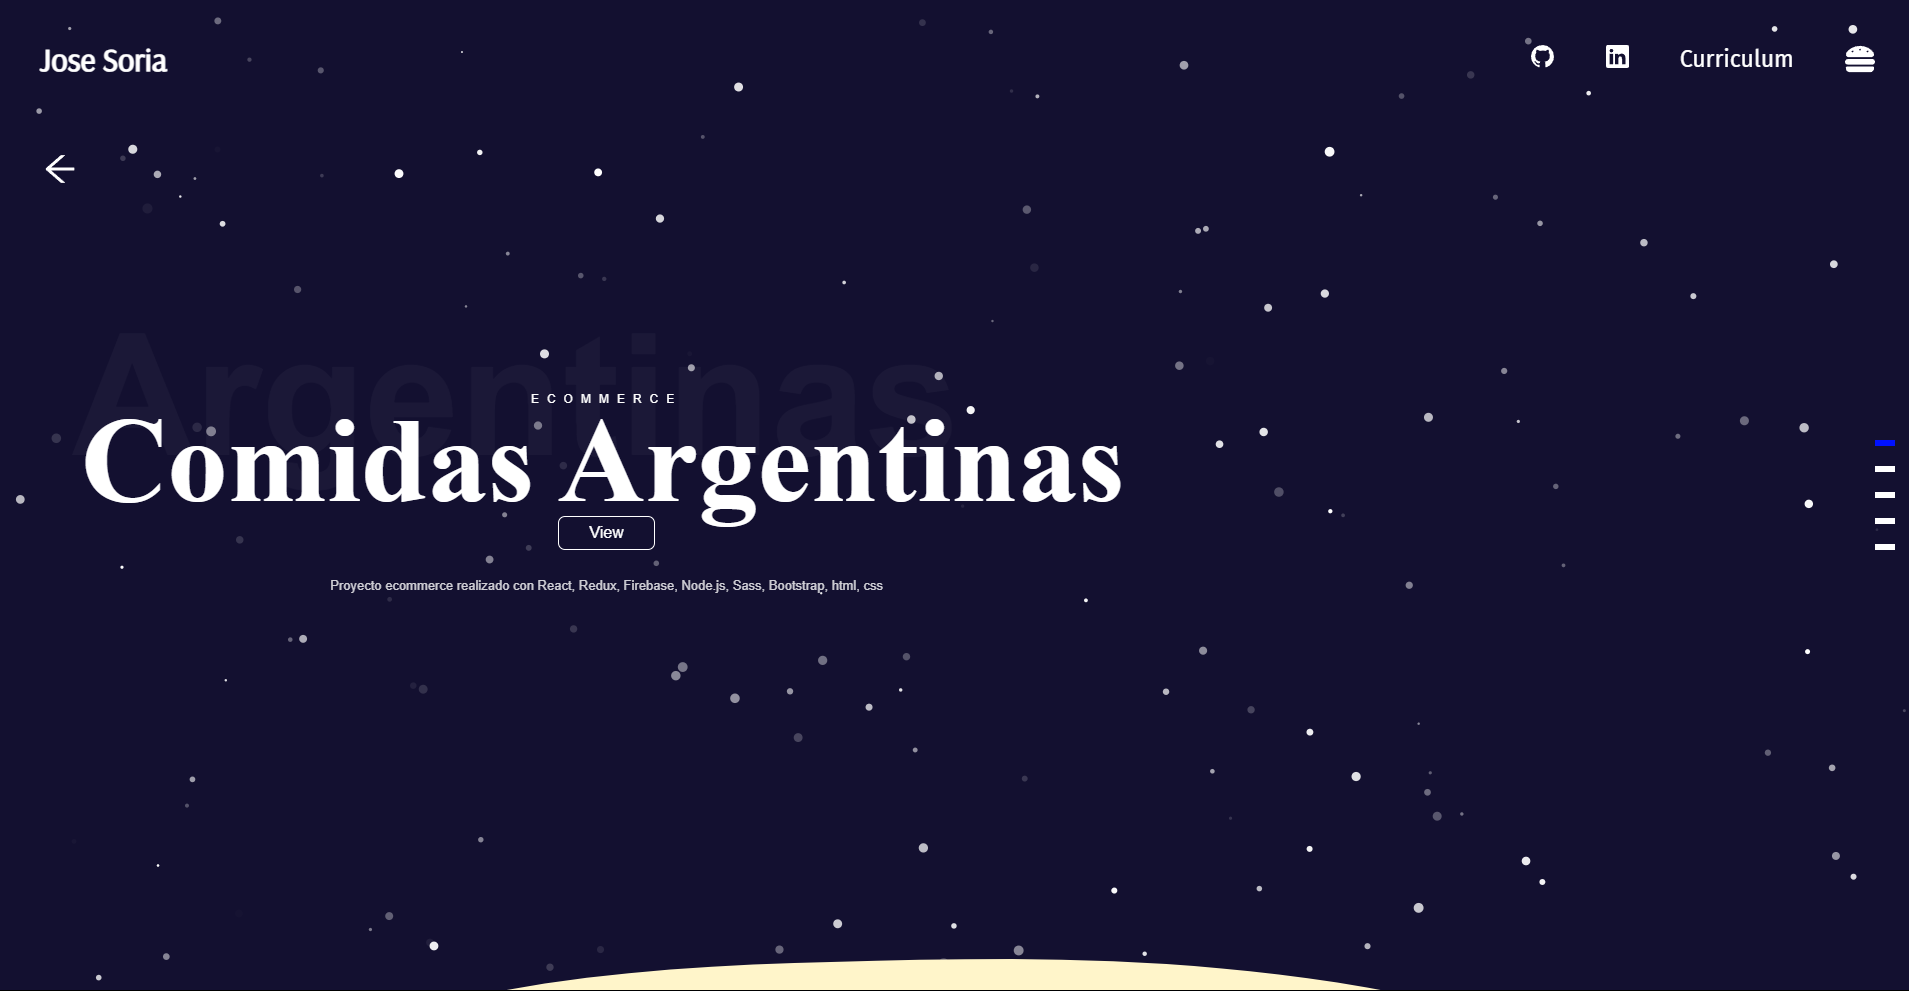 Jose Soria
Curriculum
Argentinas
ECOMMERCE
Comidas Argentinas
View
Proyecto ecommerce realizado con React, Redux, Firebase, Node.js, Sass, Bootstrap, html, css